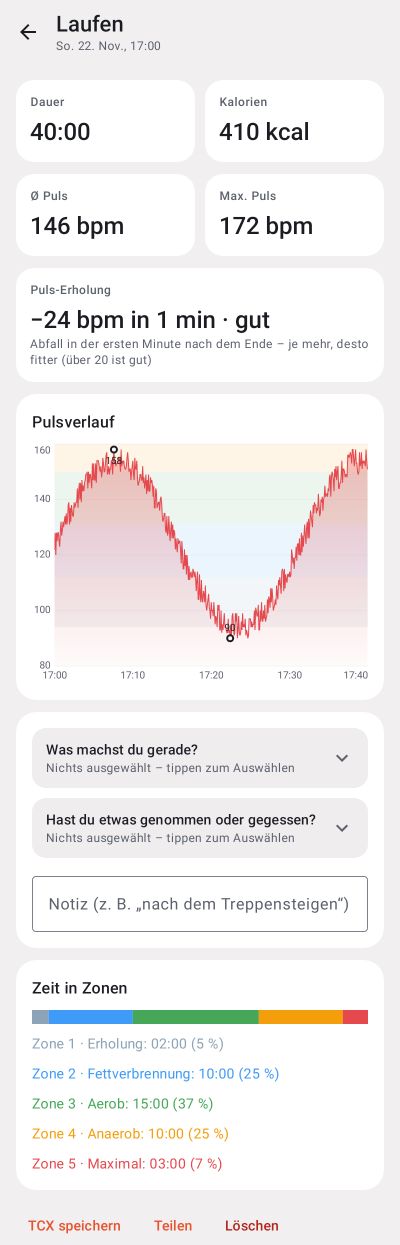 Laufen
So. 22. Nov., 17:00
Dauer
40:00
Kalorien
410 kcal
Ø Puls
146 bpm
Max. Puls
172 bpm
Puls-Erholung
−24 bpm in 1 min · gut
Abfall in der ersten Minute nach dem Ende – je mehr, desto
fitter (über 20 ist gut)
Pulsverlauf
160
158
140
120
100
90
80
17:00
17:10
17:20
17:30
17:40
Was machst du gerade?
Nichts ausgewählt – tippen zum Auswählen
Hast du etwas genommen oder gegessen?
Nichts ausgewählt – tippen zum Auswählen
Notiz (z. B. „nach dem Treppensteigen“)
Zeit in Zonen
Zone 1 · Erholung: 02:00 (5 %)
Zone 2 · Fettverbrennung: 10:00 (25 %)
Zone 3 · Aerob: 15:00 (37 %)
Zone 4 · Anaerob: 10:00 (25 %)
Zone 5 · Maximal: 03:00 (7 %)
TCX speichern
Teilen
Löschen